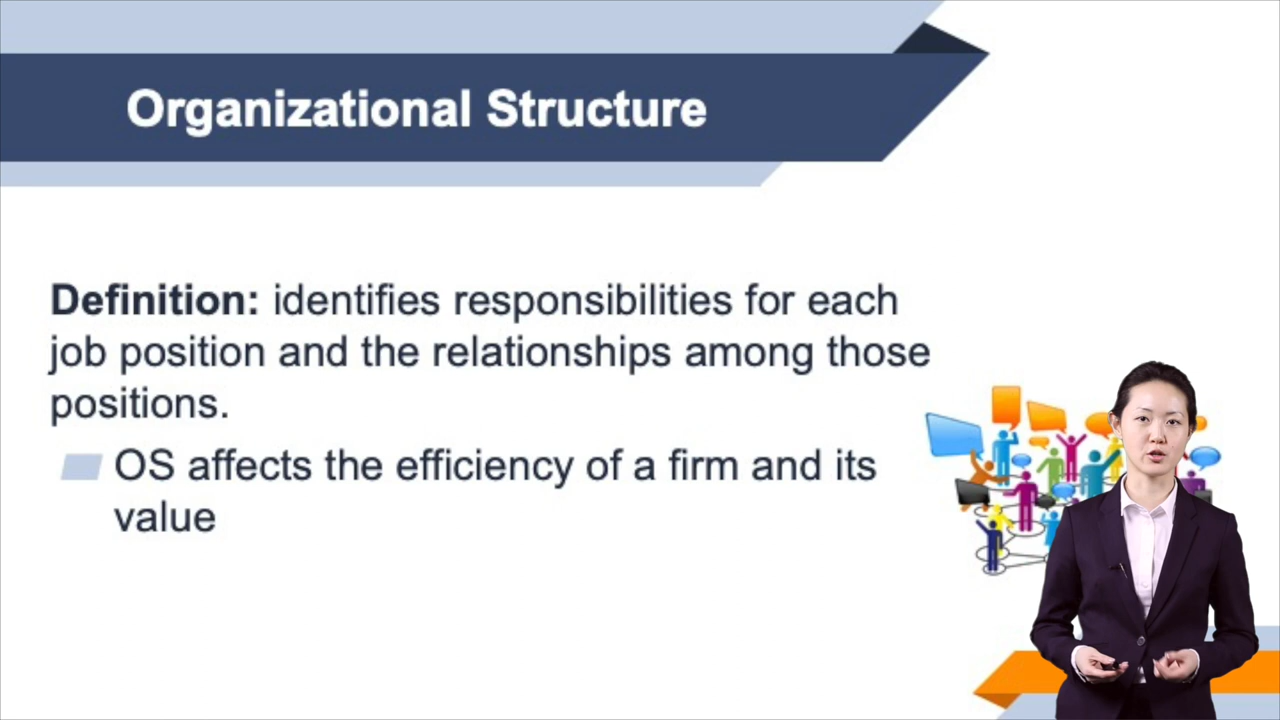 Organizational Structure
Definition: identifies responsibilities for each
job position and the relationships among those
positions.
OS affects the efficiency of a firm and its
value